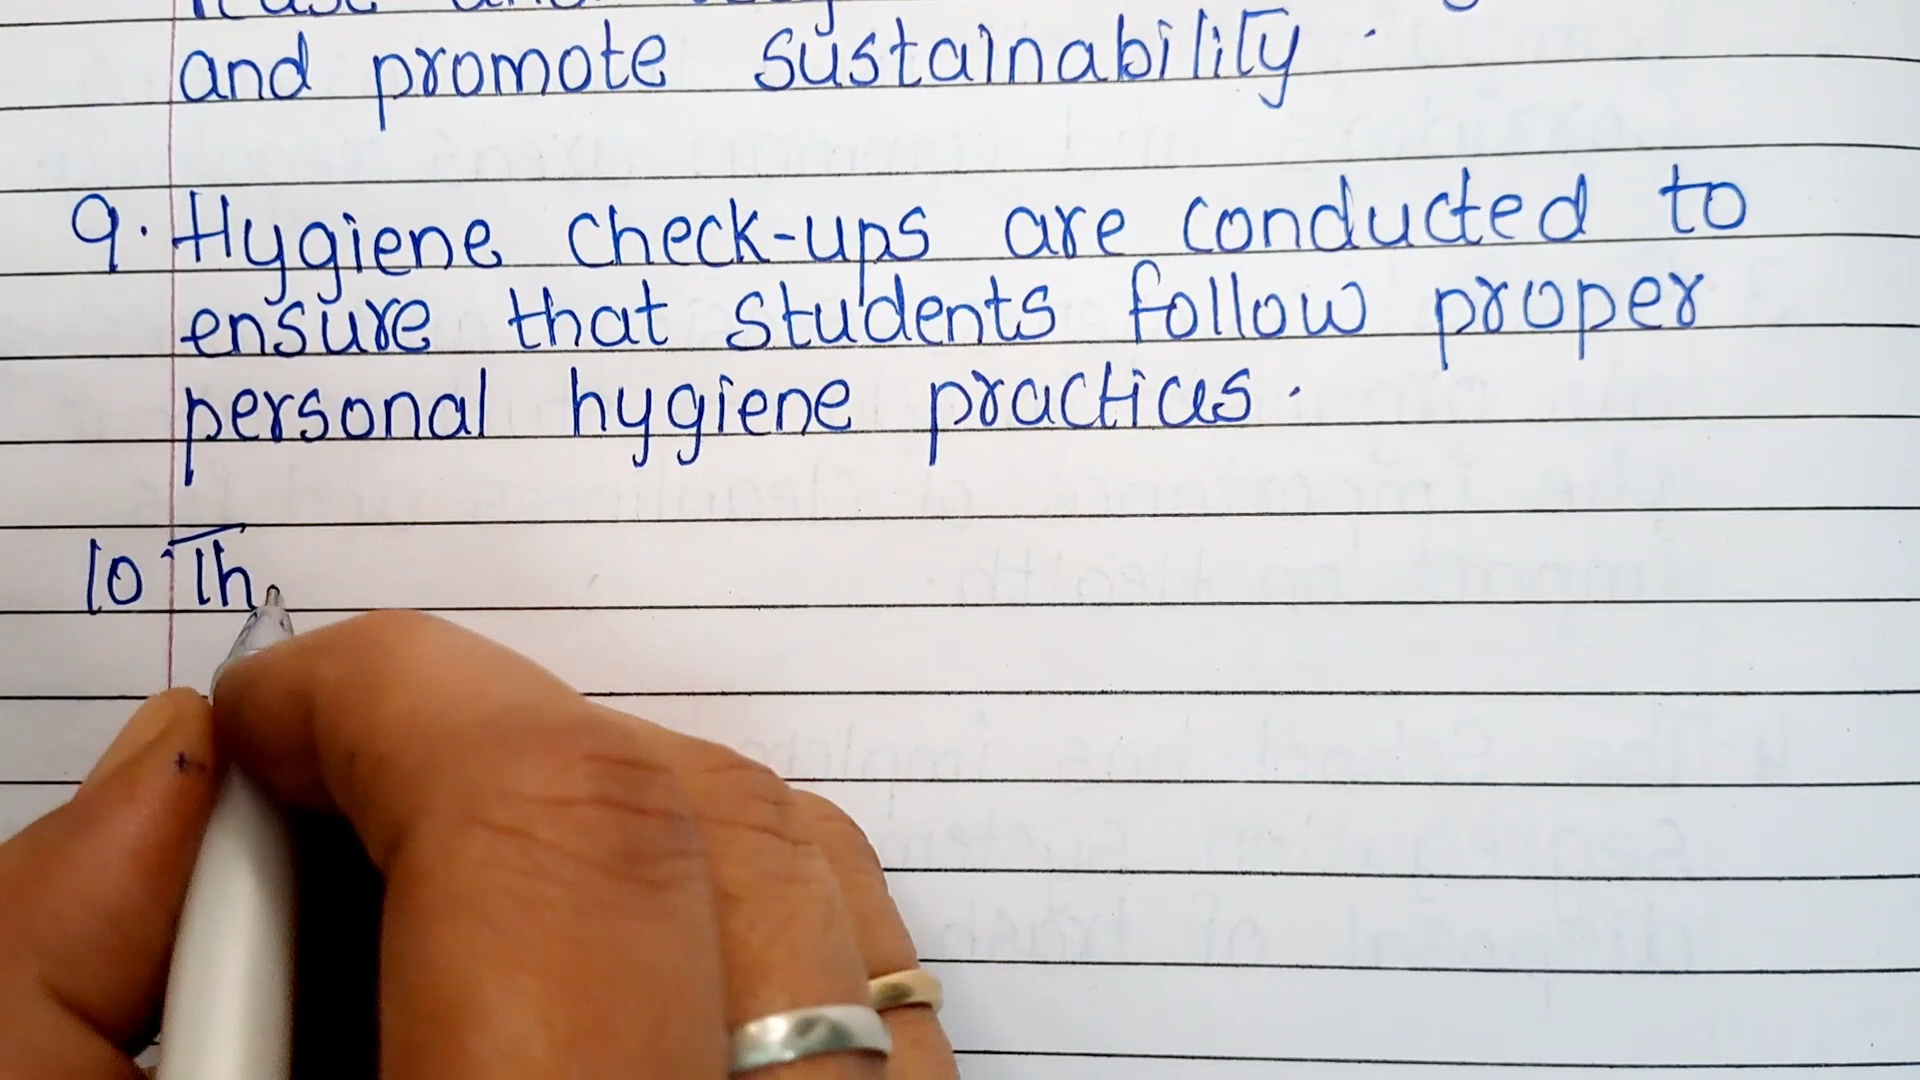 and promote sustainability.
9. Hygiene check-ups are conducted to
ensure that students follow proper
personal hygiene practices.
10. Th